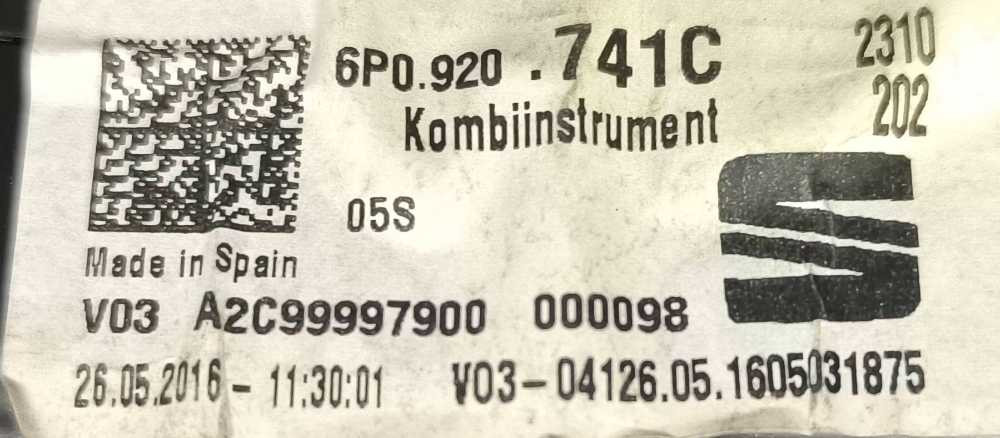 6P0.920 .741C 2310
Kombiinstrument 202
05S
Made in Spain
V03 A2C99997900 000098
26.05.2016 - 11:30:01 V03-04126.05.1605031875